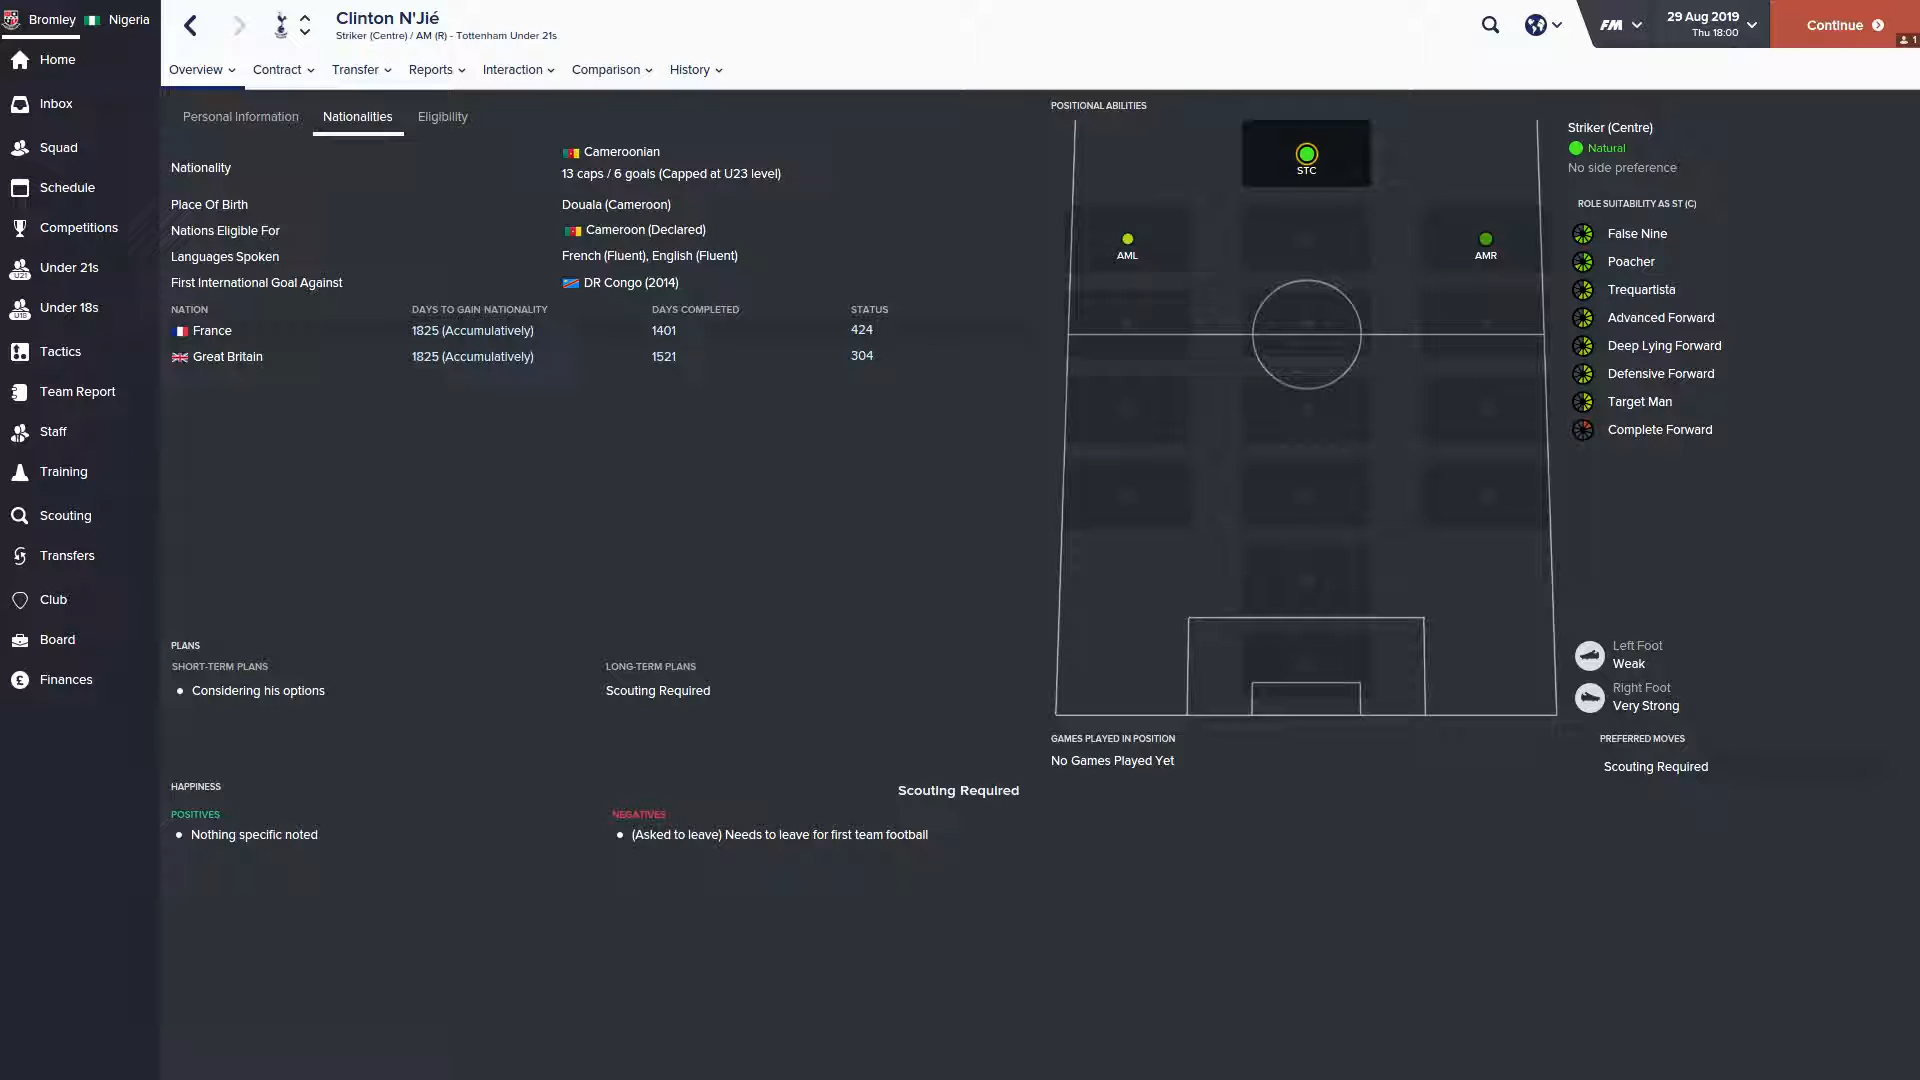 Bromley
Nigeria
Clinton N'Jié
Striker (Centre) / AM (R) - Tottenham Under 21s
FM
29 Aug 2019
Thu 18:00
Continue
1
Overview
Contract
Transfer
Reports
Interaction
Comparison
History
Home
Inbox
Squad
Schedule
Competitions
Under 21s
U21
Under 18s
U18
Tactics
Team Report
Staff
Training
Scouting
Transfers
Club
Board
Finances
Personal Information
Nationalities
Eligibility
Nationality
Cameroonian
13 caps / 6 goals (Capped at U23 level)
Place Of Birth
Douala (Cameroon)
Nations Eligible For
Cameroon (Declared)
Languages Spoken
French (Fluent), English (Fluent)
First International Goal Against
DR Congo (2014)
NATION DAYS TO GAIN NATIONALITY DAYS COMPLETED STATUS
France 1825 (Accumulatively) 1401 424
Great Britain 1825 (Accumulatively) 1521 304
PLANS
SHORT-TERM PLANS
Considering his options
LONG-TERM PLANS
Scouting Required
HAPPINESS
Scouting Required
POSITIVES
Nothing specific noted
NEGATIVES
(Asked to leave) Needs to leave for first team football
POSITIONAL ABILITIES
STC
AML
AMR
Striker (Centre)
Natural
No side preference
ROLE SUITABILITY AS ST (C)
False Nine
Poacher
Trequartista
Advanced Forward
Deep Lying Forward
Defensive Forward
Target Man
Complete Forward
Left Foot
Weak
Right Foot
Very Strong
GAMES PLAYED IN POSITION
No Games Played Yet
PREFERRED MOVES
Scouting Required